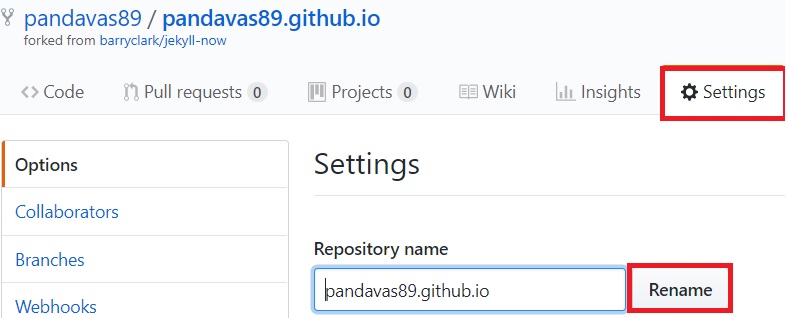 pandavas89 / pandavas89.github.io
forked from barryclark/jekyll-now
Code Pull requests 0 Projects 0 Wiki Insights Settings
Options
Collaborators
Branches
Webhooks
Settings
Repository name
pandavas89.github.io Rename